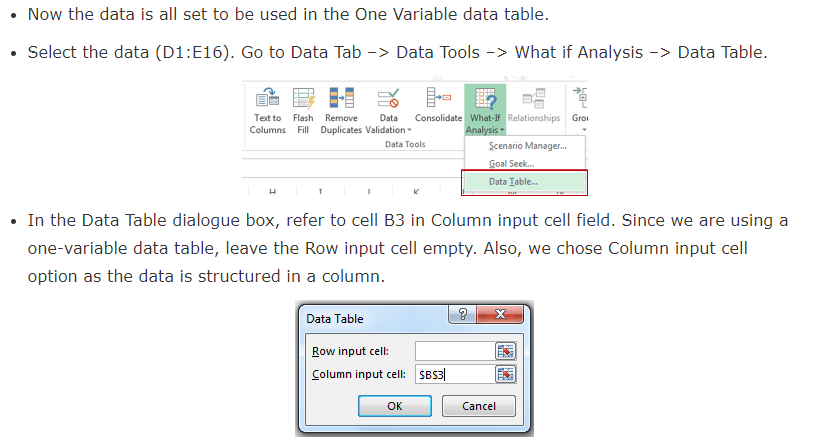 • Now the data is all set to be used in the One Variable data table.
• Select the data (D1:E16). Go to Data Tab –> Data Tools –> What if Analysis –> Data Table.
Text to Flash Remove Data Consolidate What-If Relationships Grou
Columns Fill Duplicates Validation Analysis
Data Tools
Scenario Manager...
Goal Seek...
Data Table...
H I J K
• In the Data Table dialogue box, refer to cell B3 in Column input cell field. Since we are using a
one-variable data table, leave the Row input cell empty. Also, we chose Column input cell
option as the data is structured in a column.
Data Table
? X
Row input cell:
Column input cell: $B$3
OK Cancel